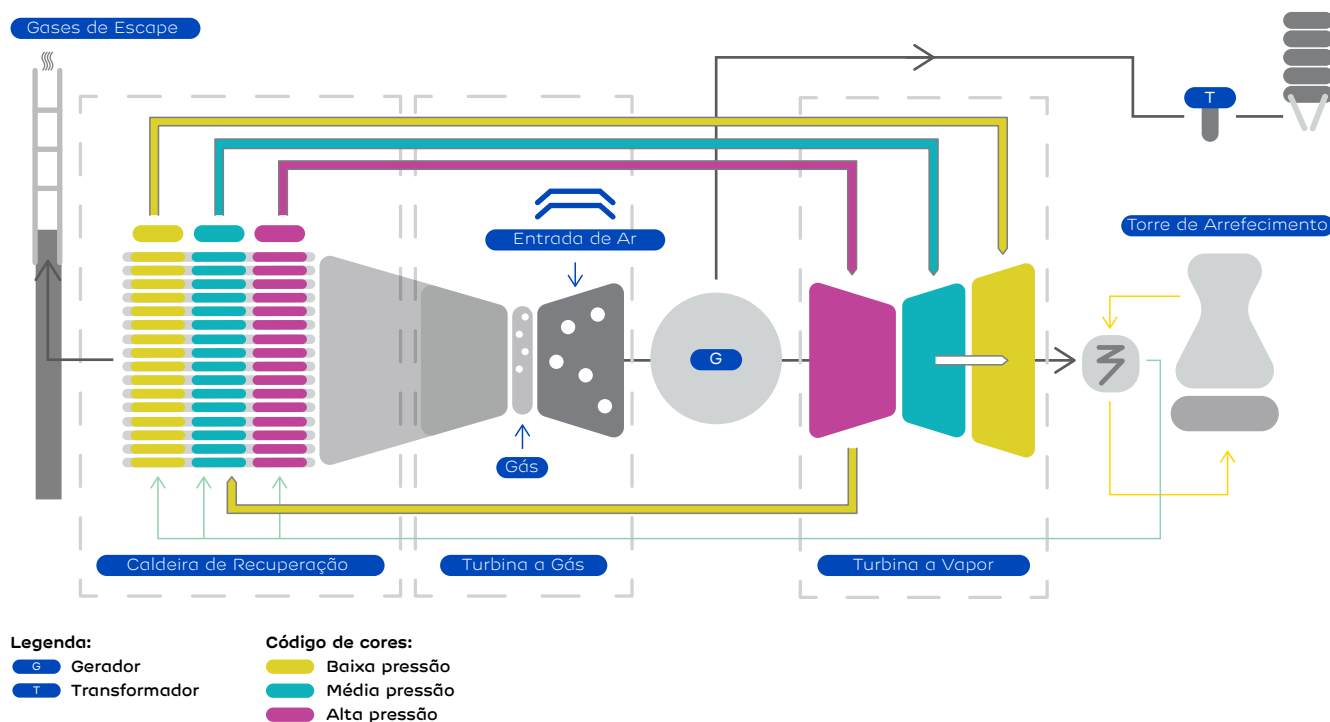 Gases de Escape
T
Entrada de Ar
Torre de Arrefecimento
G
Gás
Caldeira de Recuperação
Turbina a Gás
Turbina a Vapor
Legenda:
G Gerador
T Transformador
Código de cores:
Baixa pressão
Média pressão
Alta pressão